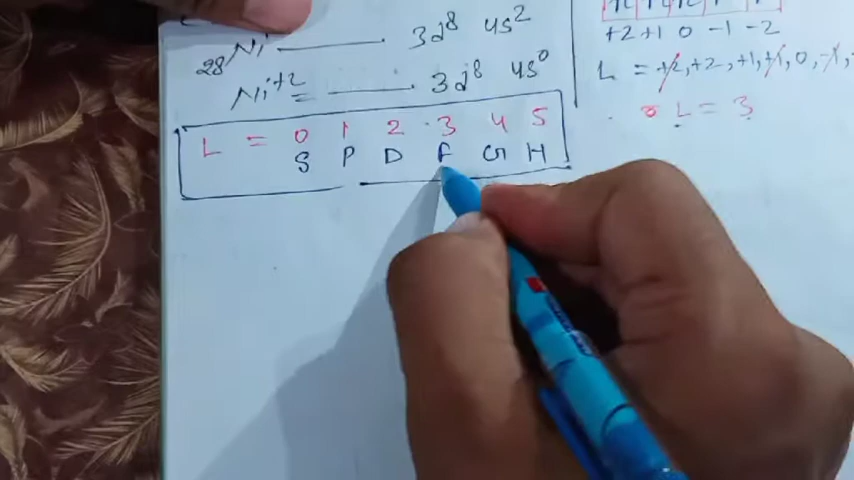 28Ni 3d8 4s2
Ni+2 = 3d8 4s0
L = 0 1 2 3 4 5
S P D F G H
+2 +1 0 -1 -2
L = +2, +2, +1, +1, 0, -1,
L = 3